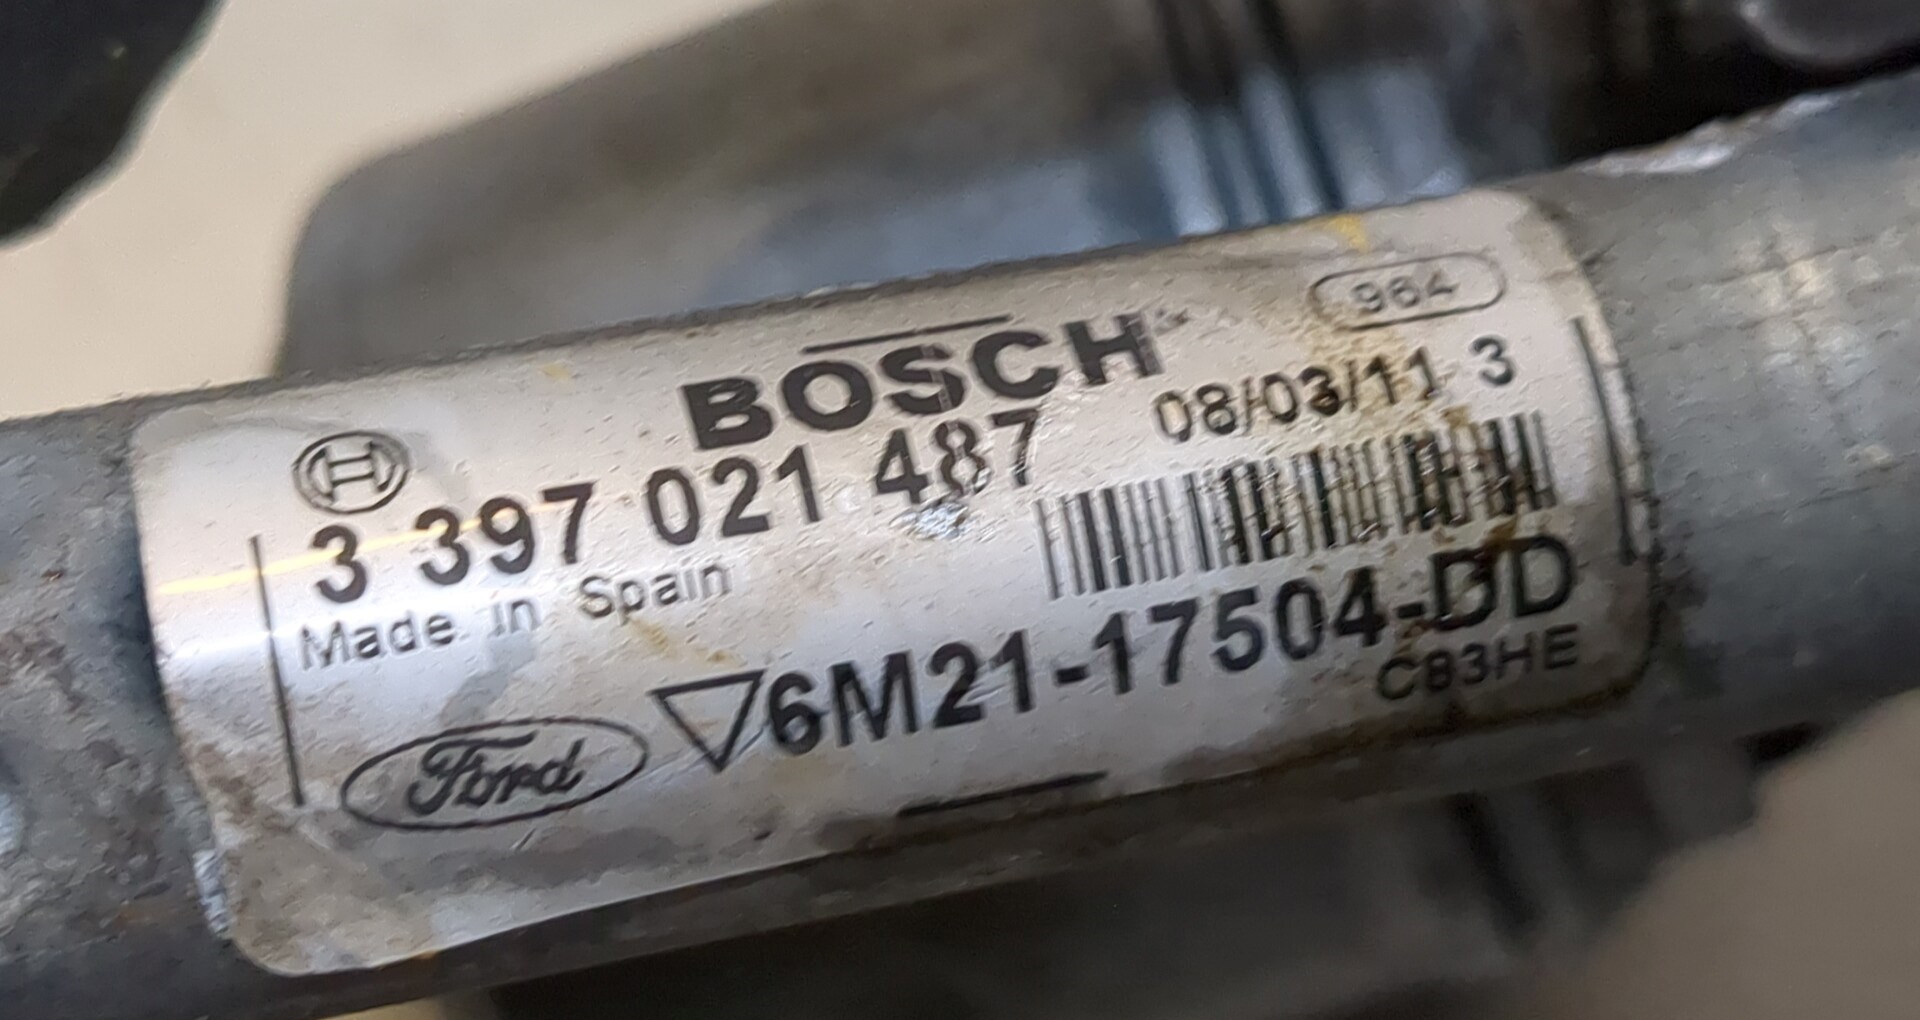 964
BOSCH
08/03/11 3
3 397 021 487
Made in Spain
6M21-17504-DD
C83HE
Ford